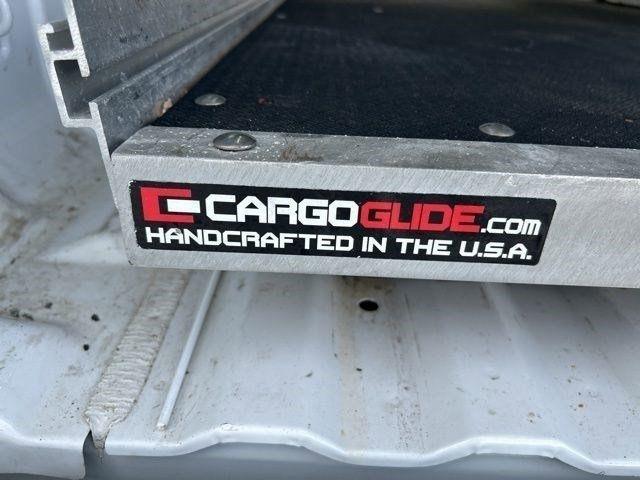 CARGOGLIDE.COM
HANDCRAFTED IN THE U.S.A.